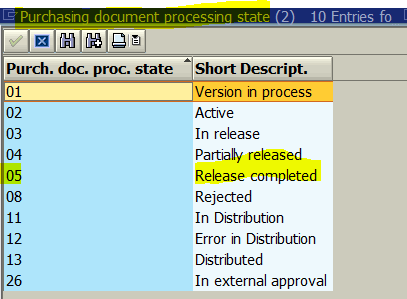 Purchasing document processing state (2) 10 Entries fo
Purch. doc. proc. state Short Descript.
01 Version in process
02 Active
03 In release
04 Partially released
05 Release completed
08 Rejected
11 In Distribution
12 Error in Distribution
13 Distributed
26 In external approval